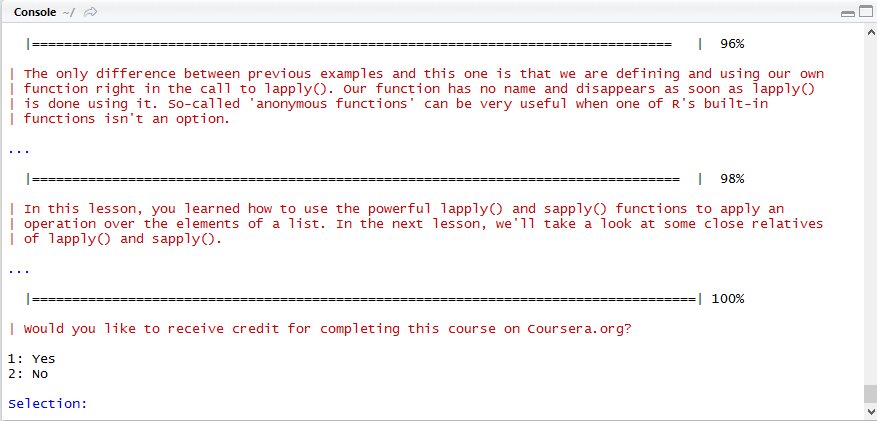 Console ~/
|================================================================================   |  96%
| The only difference between previous examples and this one is that we are defining and using our own
| function right in the call to lapply(). Our function has no name and disappears as soon as lapply()
| is done using it. So-called 'anonymous functions' can be very useful when one of R's built-in
| functions isn't an option.
...
|=================================================================================  |  98%
| In this lesson, you learned how to use the powerful lapply() and sapply() functions to apply an
| operation over the elements of a list. In the next lesson, we'll take a look at some close relatives
| of lapply() and sapply().
...
|===================================================================================| 100%
| Would you like to receive credit for completing this course on Coursera.org?
1: Yes
2: No
Selection: